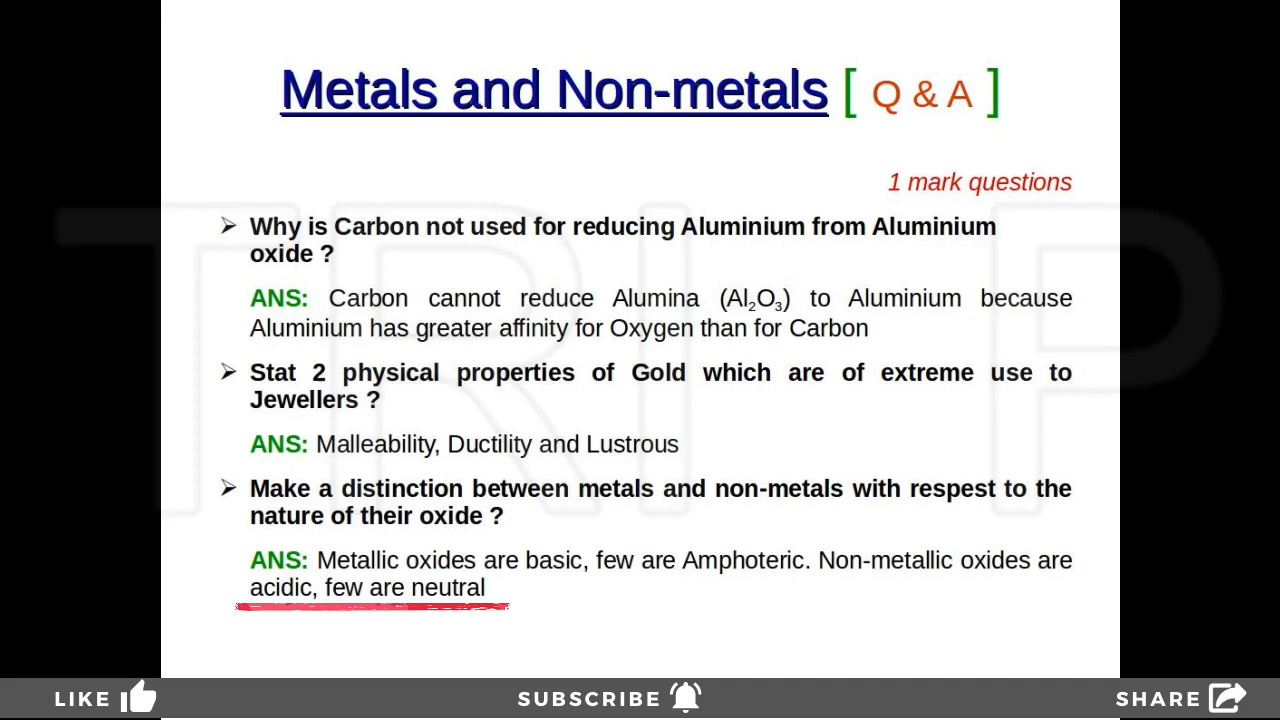 Metals and Non-metals [ Q & A ]
1 mark questions
➢ Why is Carbon not used for reducing Aluminium from Aluminium
oxide ?
ANS: Carbon cannot reduce Alumina (Al₂O₃) to Aluminium because
Aluminium has greater affinity for Oxygen than for Carbon
➢ Stat 2 physical properties of Gold which are of extreme use to
Jewellers ?
ANS: Malleability, Ductility and Lustrous
➢ Make a distinction between metals and non-metals with respect to the
nature of their oxide ?
ANS: Metallic oxides are basic, few are Amphoteric. Non-metallic oxides are
acidic, few are neutral
LIKE SUBSCRIBE SHARE